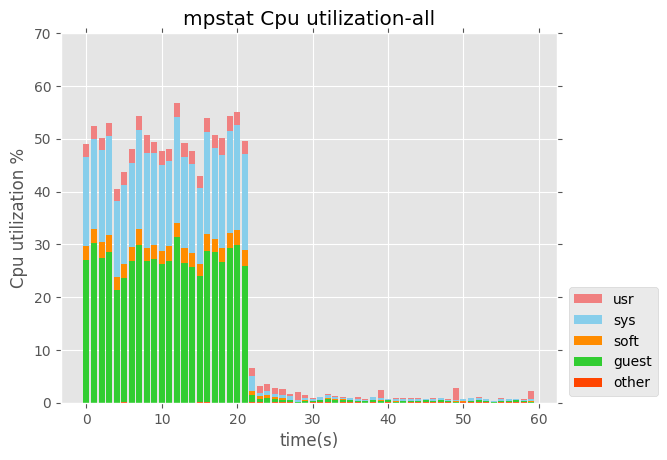 mpstat Cpu utilization-all
Cpu utilization %
70
60
50
40
30
20
10
0
0 10 20 30 40 50 60
time(s)
usr
sys
soft
guest
other